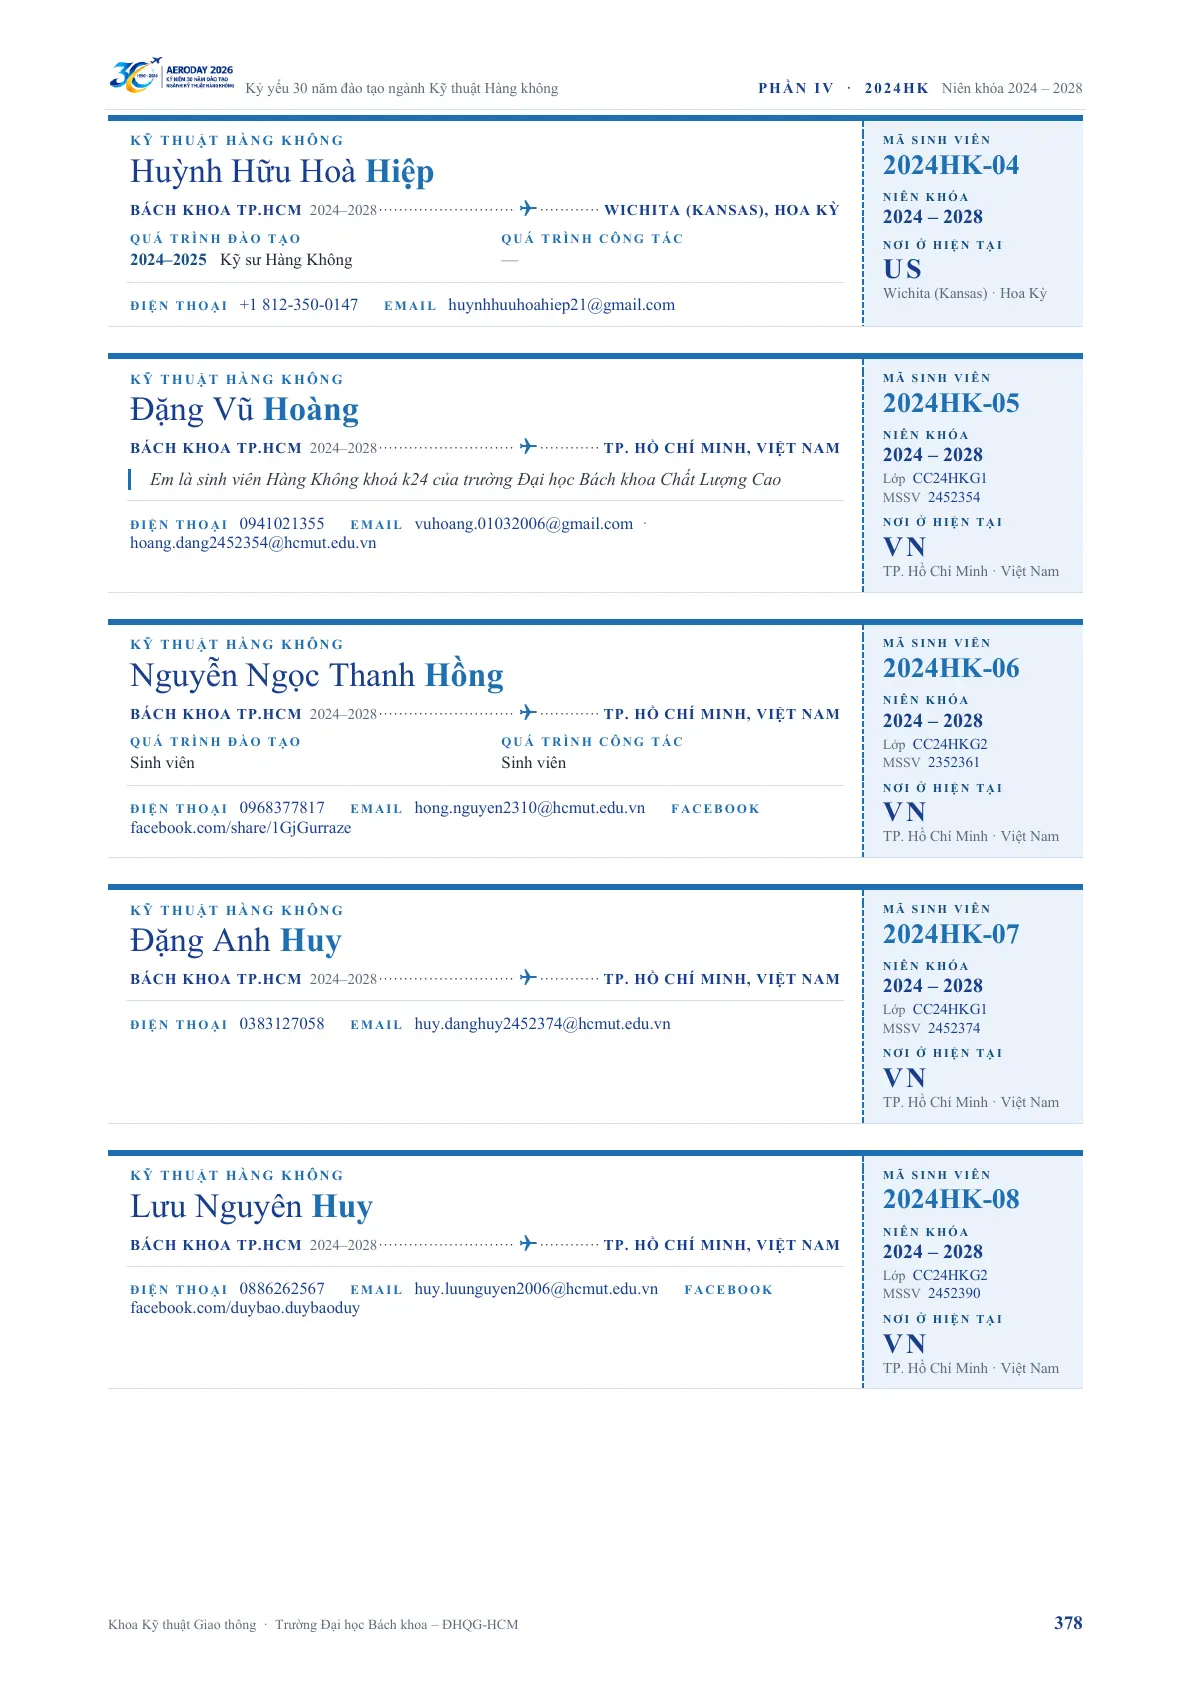 30 1996 - 2026
AERODAY 2026
KỶ NIỆM 30 NĂM ĐÀO TẠO
NGÀNH KỸ THUẬT HÀNG KHÔNG
Kỷ yếu 30 năm đào tạo ngành Kỹ thuật Hàng không
PHẦN IV · 2024HK Niên khóa 2024 – 2028
KỸ THUẬT HÀNG KHÔNG
Huỳnh Hữu Hoà Hiệp
BÁCH KHOA TP.HCM 2024–2028 WICHITA (KANSAS), HOA KỲ
QUÁ TRÌNH ĐÀO TẠO
2024–2025 Kỹ sư Hàng Không
QUÁ TRÌNH CÔNG TÁC
—
ĐIỆN THOẠI +1 812-350-0147 EMAIL huynhhuuhoahiep21@gmail.com
MÃ SINH VIÊN
2024HK-04
NIÊN KHÓA
2024 – 2028
NƠI Ở HIỆN TẠI
US
Wichita (Kansas) · Hoa Kỳ
KỸ THUẬT HÀNG KHÔNG
Đặng Vũ Hoàng
BÁCH KHOA TP.HCM 2024–2028 TP. HỒ CHÍ MINH, VIỆT NAM
Em là sinh viên Hàng Không khoá k24 của trường Đại học Bách khoa Chất Lượng Cao
ĐIỆN THOẠI 0941021355 EMAIL vuhoang.01032006@gmail.com ·
hoang.dang2452354@hcmut.edu.vn
MÃ SINH VIÊN
2024HK-05
NIÊN KHÓA
2024 – 2028
Lớp CC24HKG1
MSSV 2452354
NƠI Ở HIỆN TẠI
VN
TP. Hồ Chí Minh · Việt Nam
KỸ THUẬT HÀNG KHÔNG
Nguyễn Ngọc Thanh Hồng
BÁCH KHOA TP.HCM 2024–2028 TP. HỒ CHÍ MINH, VIỆT NAM
QUÁ TRÌNH ĐÀO TẠO
Sinh viên
QUÁ TRÌNH CÔNG TÁC
Sinh viên
ĐIỆN THOẠI 0968377817 EMAIL hong.nguyen2310@hcmut.edu.vn FACEBOOK
facebook.com/share/1GjGurraze
MÃ SINH VIÊN
2024HK-06
NIÊN KHÓA
2024 – 2028
Lớp CC24HKG2
MSSV 2352361
NƠI Ở HIỆN TẠI
VN
TP. Hồ Chí Minh · Việt Nam
KỸ THUẬT HÀNG KHÔNG
Đặng Anh Huy
BÁCH KHOA TP.HCM 2024–2028 TP. HỒ CHÍ MINH, VIỆT NAM
ĐIỆN THOẠI 0383127058 EMAIL huy.danghuy2452374@hcmut.edu.vn
MÃ SINH VIÊN
2024HK-07
NIÊN KHÓA
2024 – 2028
Lớp CC24HKG1
MSSV 2452374
NƠI Ở HIỆN TẠI
VN
TP. Hồ Chí Minh · Việt Nam
KỸ THUẬT HÀNG KHÔNG
Lưu Nguyên Huy
BÁCH KHOA TP.HCM 2024–2028 TP. HỒ CHÍ MINH, VIỆT NAM
ĐIỆN THOẠI 0886262567 EMAIL huy.luunguyen2006@hcmut.edu.vn FACEBOOK
facebook.com/duybao.duybaoduy
MÃ SINH VIÊN
2024HK-08
NIÊN KHÓA
2024 – 2028
Lớp CC24HKG2
MSSV 2452390
NƠI Ở HIỆN TẠI
VN
TP. Hồ Chí Minh · Việt Nam
Khoa Kỹ thuật Giao thông · Trường Đại học Bách khoa – ĐHQG-HCM
378